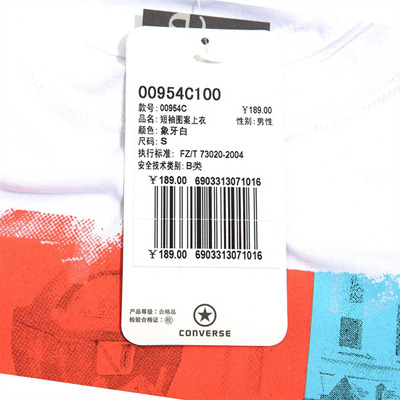 00954C100
款号: 00954C ￥189.00
品名: 短袖图案上衣 性别: 男性
颜色: 象牙白
尺码: S
执行标准: FZ/T 73020-2004
安全技术类别: B类
￥189.00 6903313071016
￥189.00 6903313071016
产品等级: 合格品
检验合格证: 检
CONVERSE